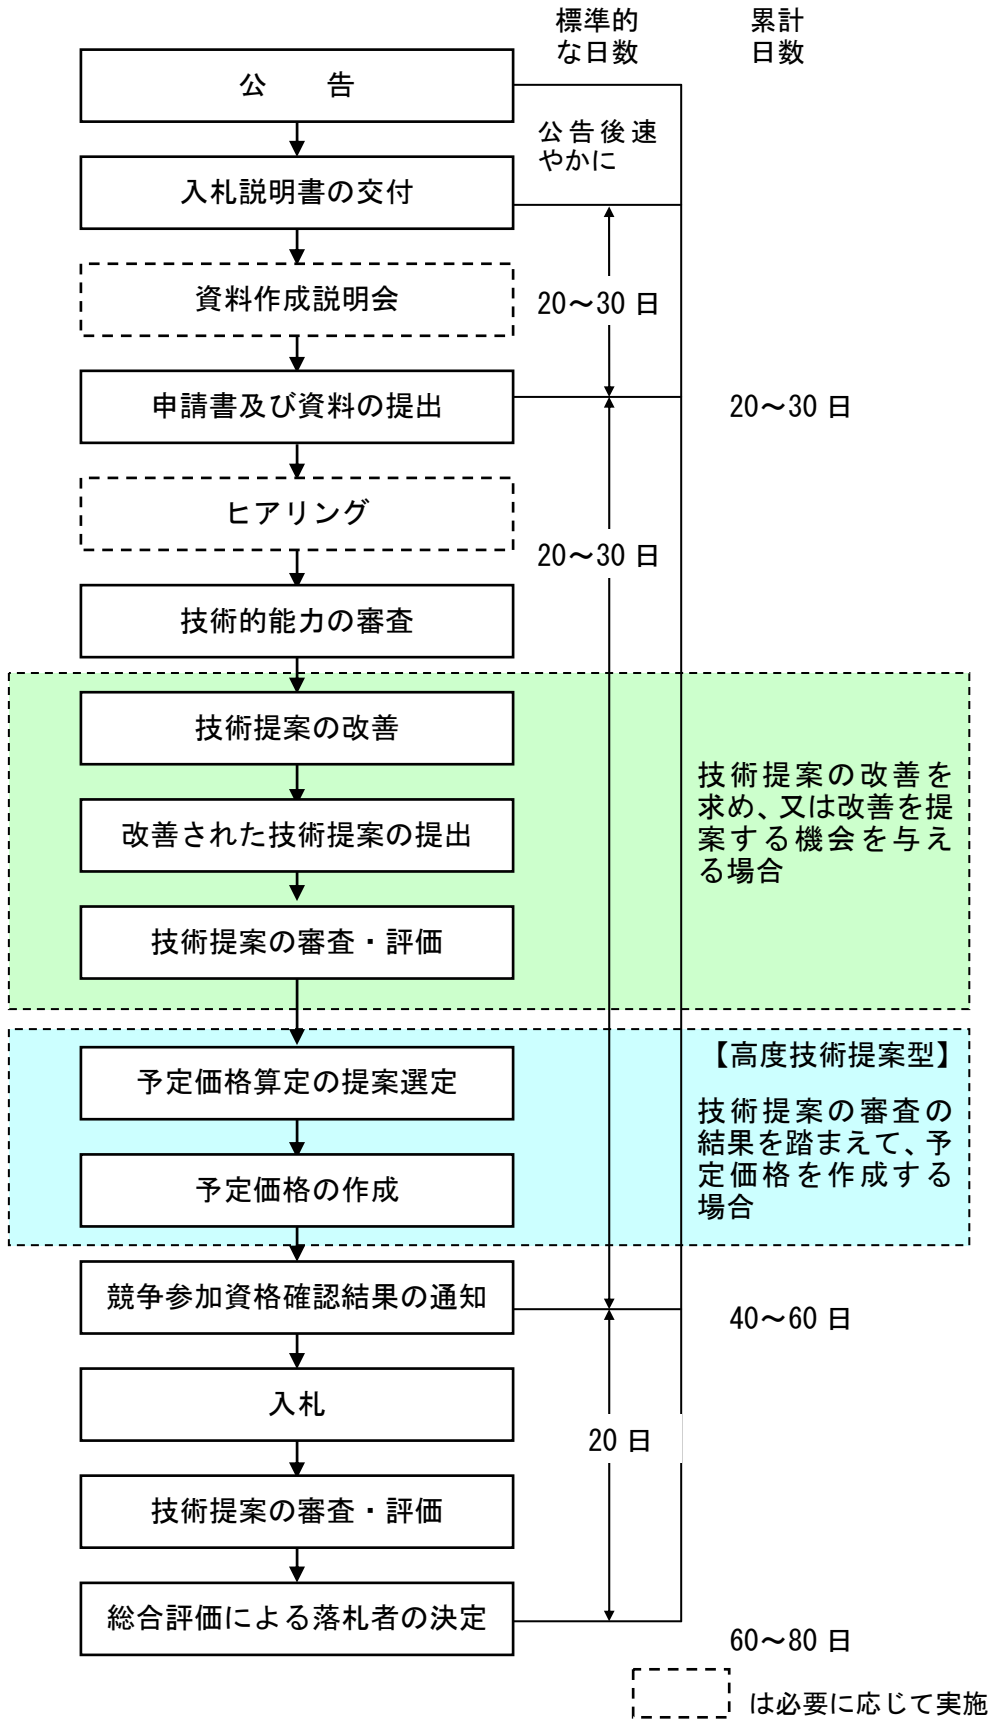 標準的
な日数
累計
日数
公　　告
公告後速
やかに
入札説明書の交付
資料作成説明会
20～30 日
申請書及び資料の提出
20～30 日
ヒアリング
20～30 日
技術的能力の審査
技術提案の改善
技術提案の改善を
求め、又は改善を提
案する機会を与え
る場合
改善された技術提案の提出
技術提案の審査・評価
【高度技術提案型】
予定価格算定の提案選定
技術提案の審査の
結果を踏まえて、予
定価格を作成する
場合
予定価格の作成
競争参加資格確認結果の通知
40～60 日
入札
20 日
技術提案の審査・評価
総合評価による落札者の決定
60～80 日
は必要に応じて実施